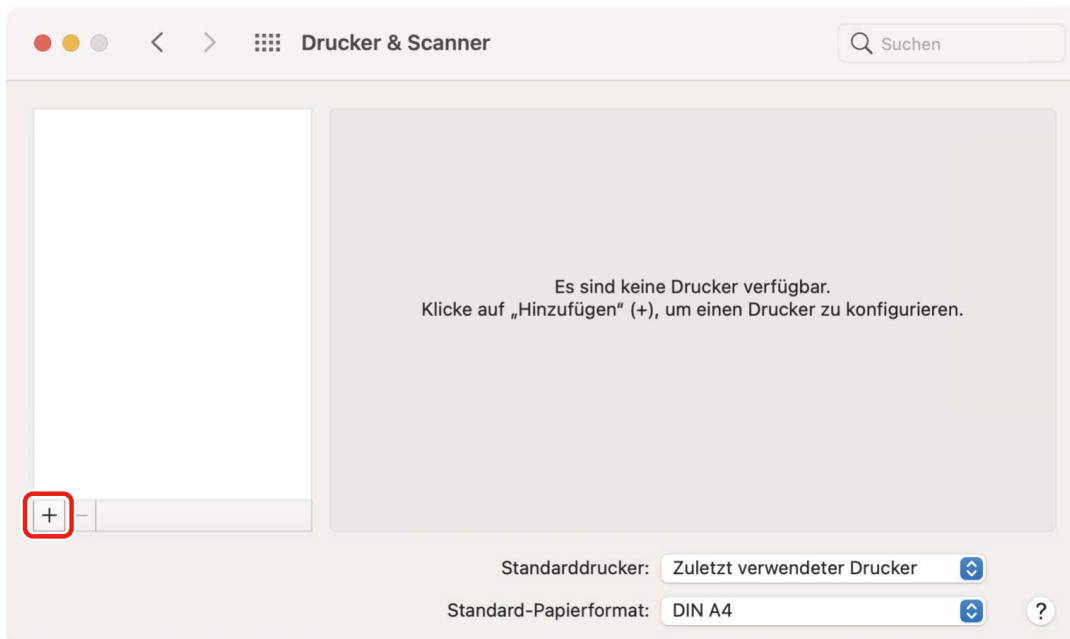 Drucker & Scanner
Suchen
Es sind keine Drucker verfügbar.
Klicke auf „Hinzufügen“ (+), um einen Drucker zu konfigurieren.
+ −
Standarddrucker: Zuletzt verwendeter Drucker
Standard-Papierformat: DIN A4 ?